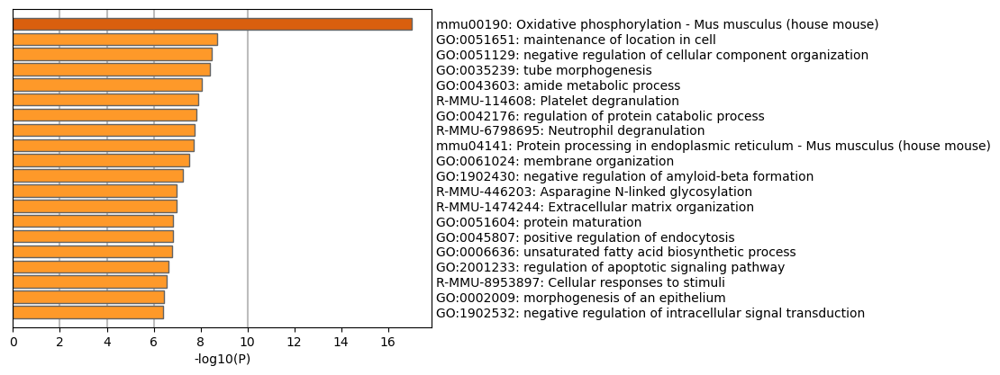 mmu00190: Oxidative phosphorylation - Mus musculus (house mouse)
GO:0051651: maintenance of location in cell
GO:0051129: negative regulation of cellular component organization
GO:0035239: tube morphogenesis
GO:0043603: amide metabolic process
R-MMU-114608: Platelet degranulation
GO:0042176: regulation of protein catabolic process
R-MMU-6798695: Neutrophil degranulation
mmu04141: Protein processing in endoplasmic reticulum - Mus musculus (house mouse)
GO:0061024: membrane organization
GO:1902430: negative regulation of amyloid-beta formation
R-MMU-446203: Asparagine N-linked glycosylation
R-MMU-1474244: Extracellular matrix organization
GO:0051604: protein maturation
GO:0045807: positive regulation of endocytosis
GO:0006636: unsaturated fatty acid biosynthetic process
GO:2001233: regulation of apoptotic signaling pathway
R-MMU-8953897: Cellular responses to stimuli
GO:0002009: morphogenesis of an epithelium
GO:1902532: negative regulation of intracellular signal transduction
0 2 4 6 8 10 12 14 16
-log10(P)